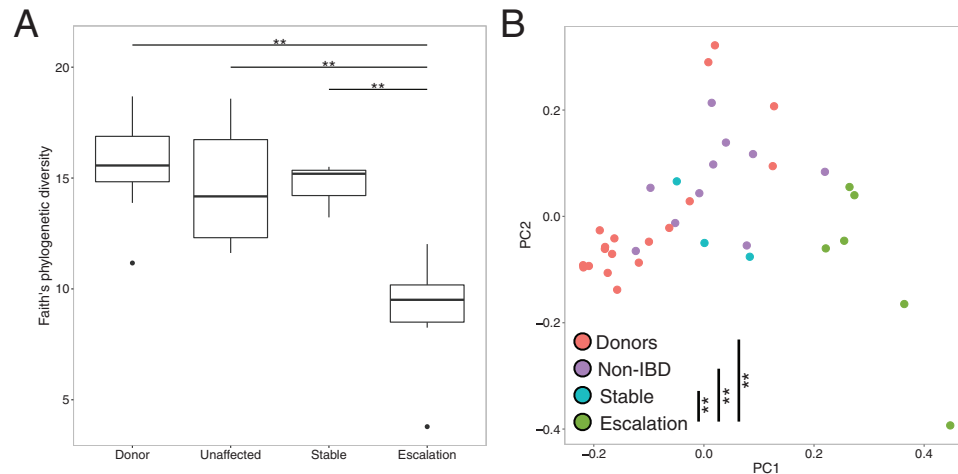 A
**
**
**
20
15
10
5
Faith's phylogenetic diversity
Donor Unaffected Stable Escalation
B
0.2
0.0
−0.2
−0.4
PC2
Donors
Non-IBD
Stable
Escalation
**
**
**
−0.2 0.0 0.2 0.4
PC1